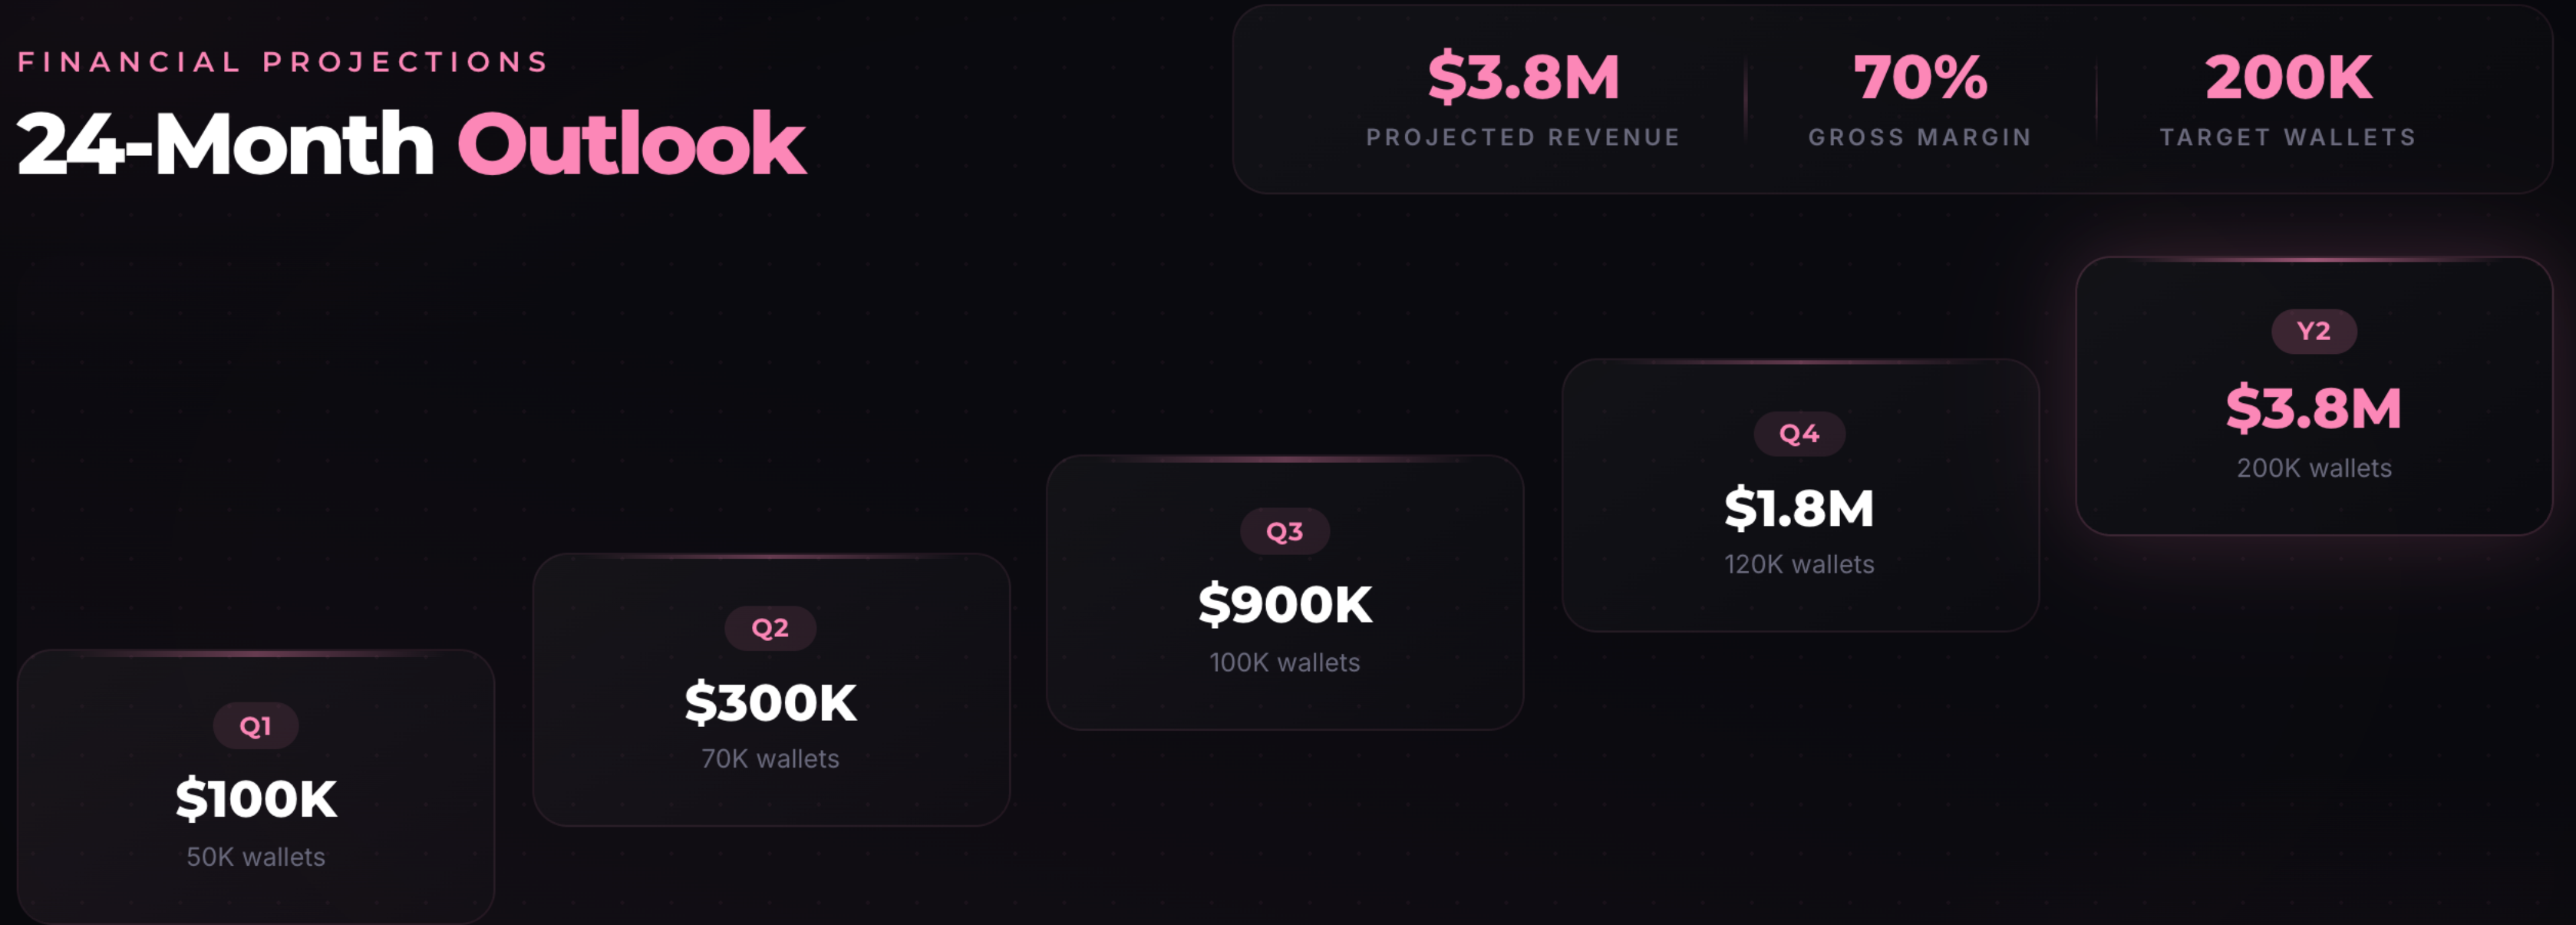 FINANCIAL PROJECTIONS
24-Month Outlook
$3.8M
PROJECTED REVENUE
70%
GROSS MARGIN
200K
TARGET WALLETS
Q1
$100K
50K wallets
Q2
$300K
70K wallets
Q3
$900K
100K wallets
Q4
$1.8M
120K wallets
Y2
$3.8M
200K wallets